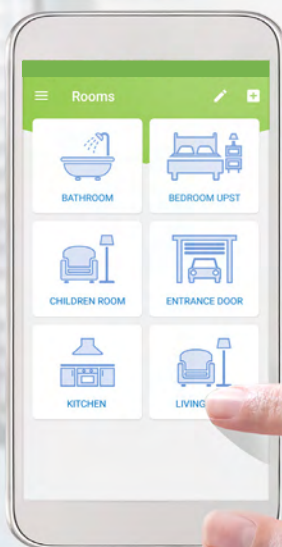 Rooms
BATHROOM
BEDROOM UPST
CHILDREN ROOM
ENTRANCE DOOR
KITCHEN
LIVING